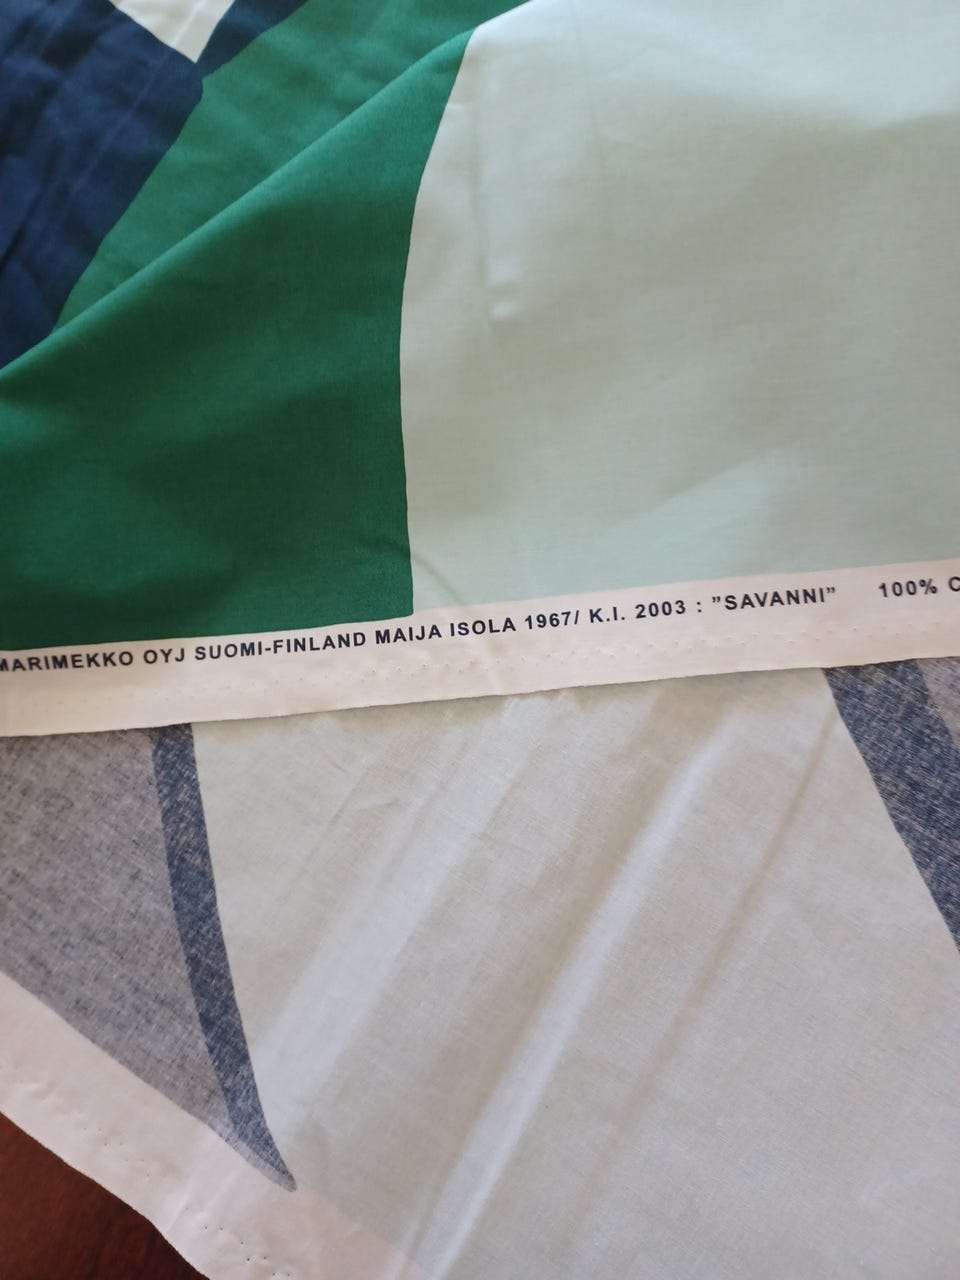 MARIMEKKO OYJ SUOMI-FINLAND MAIJA ISOLA 1967/ K.I. 2003 : ”SAVANNI” 100%